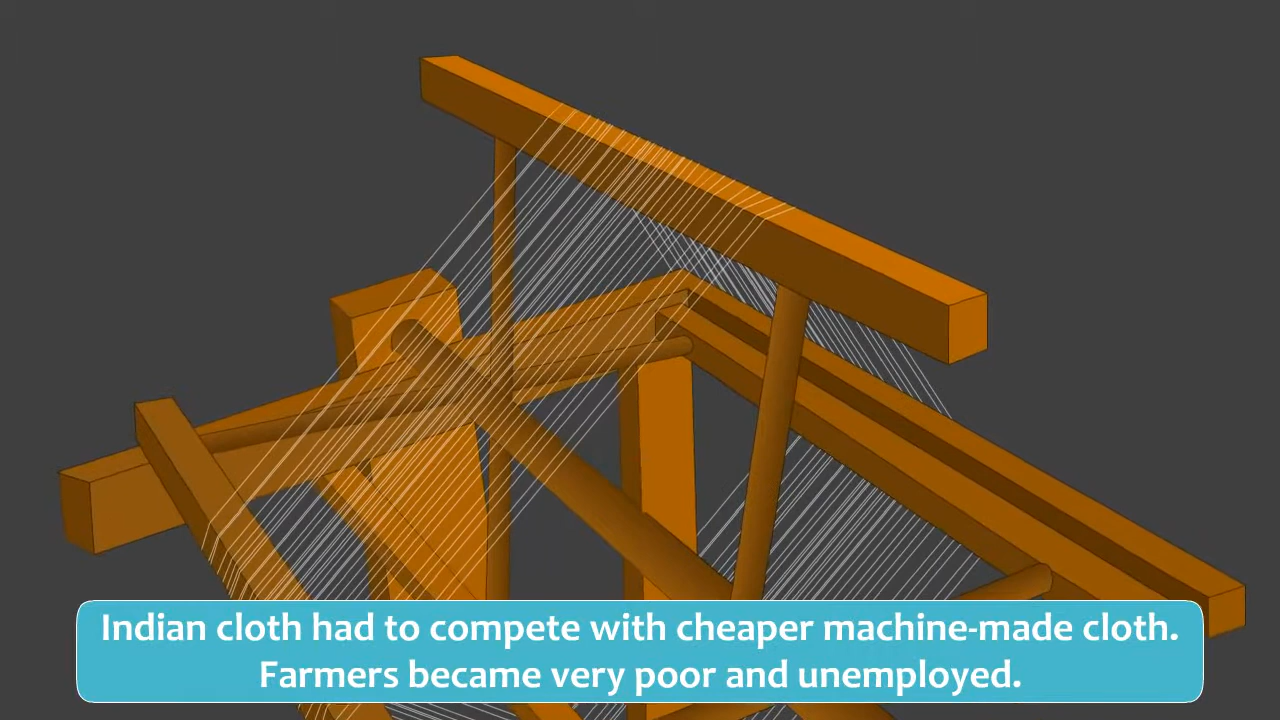 Indian cloth had to compete with cheaper machine-made cloth.
Farmers became very poor and unemployed.